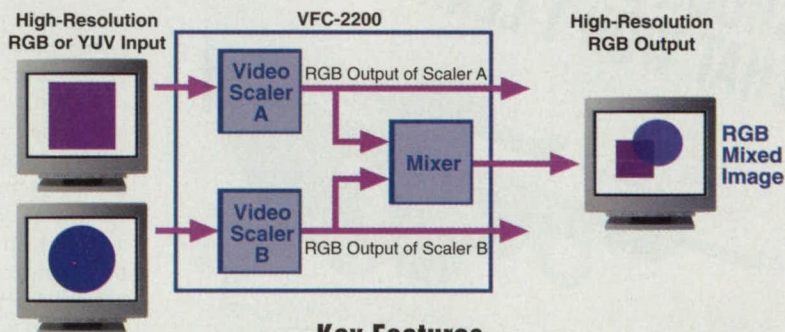 High-Resolution
RGB or YUV Input
VFC-2200
High-Resolution
RGB Output
Video
Scaler
A
RGB Output of Scaler A
Mixer
RGB
Mixed
Image
Video
Scaler
B
RGB Output of Scaler B
Key Features